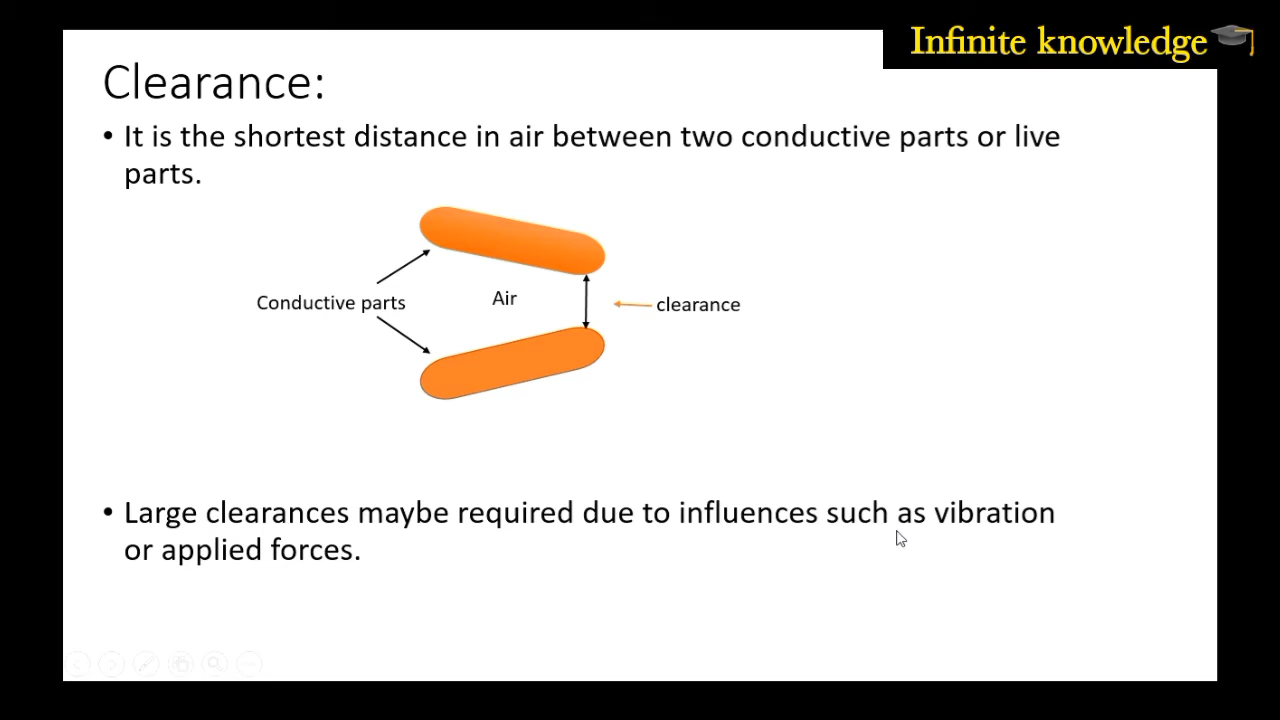 Infinite knowledge
Clearance:
• It is the shortest distance in air between two conductive parts or live
parts.
Conductive parts
Air
clearance
• Large clearances maybe required due to influences such as vibration
or applied forces.